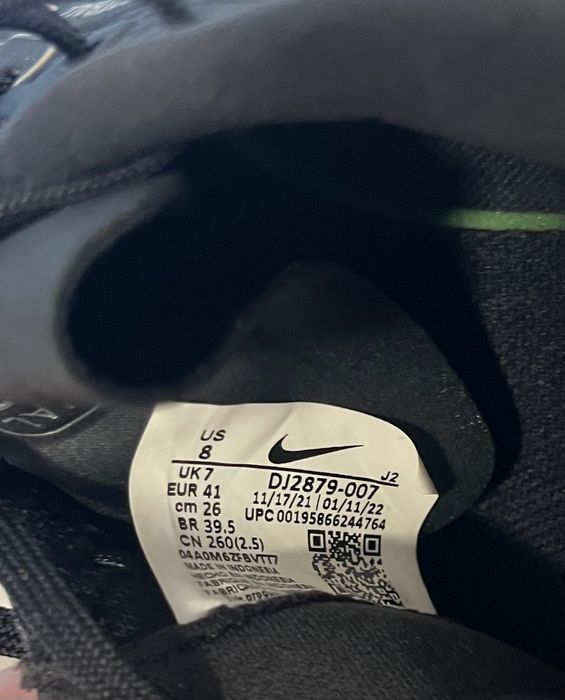 US
8
UK 7
EUR 41
cm 26
BR 39.5
CN 260(2.5)
J2
DJ2879-007
11/17/21 | 01/11/22
UPC 00195866244764
MADE IN INDONESIA
HECHO